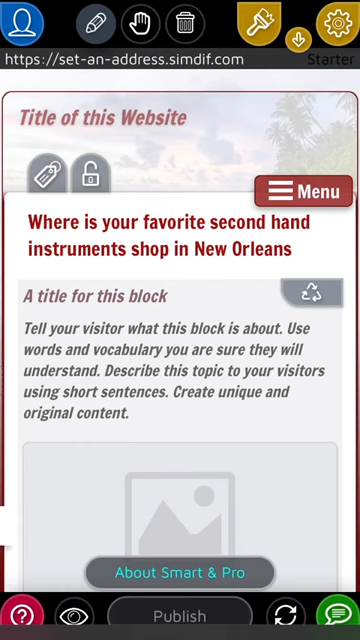 https://set-an-address.simdif.com
Starter
Title of this Website
Menu
Where is your favorite second hand
instruments shop in New Orleans
A title for this block
Tell your visitor what this block is about. Use
words and vocabulary you are sure they will
understand. Describe this topic to your visitors
using short sentences. Create unique and
original content.
About Smart & Pro
?
Publish